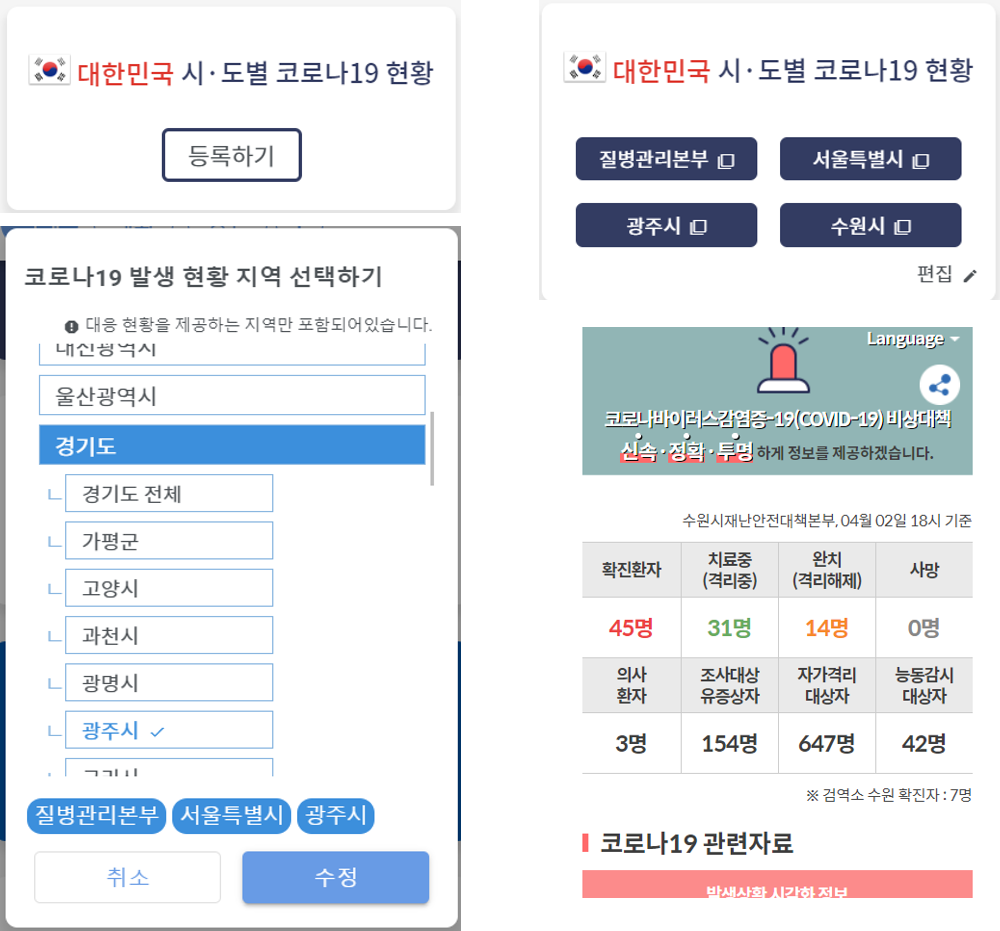 대한민국 시·도별 코로나19 현황
등록하기
코로나19 발생 현황 지역 선택하기
대응 현황을 제공하는 지역만 포함되어있습니다.
대전광역시
울산광역시
경기도
경기도 전체
가평군
고양시
과천시
광명시
광주시
구리시
질병관리본부 서울특별시 광주시
취소 수정
대한민국 시·도별 코로나19 현황
질병관리본부 서울특별시
광주시 수원시
편집
Language
코로나바이러스감염증-19(COVID-19) 비상대책
신속·정확·투명 하게 정보를 제공하겠습니다.
수원시재난안전대책본부, 04월 02일 18시 기준
확진환자 치료중 (격리중) 완치 (격리해제) 사망
45명 31명 14명 0명
의사 환자 조사대상 유증상자 자가격리 대상자 능동감시 대상자
3명 154명 647명 42명
※ 검역소 수원 확진자 : 7명
코로나19 관련자료
발생상황 시각화 정보